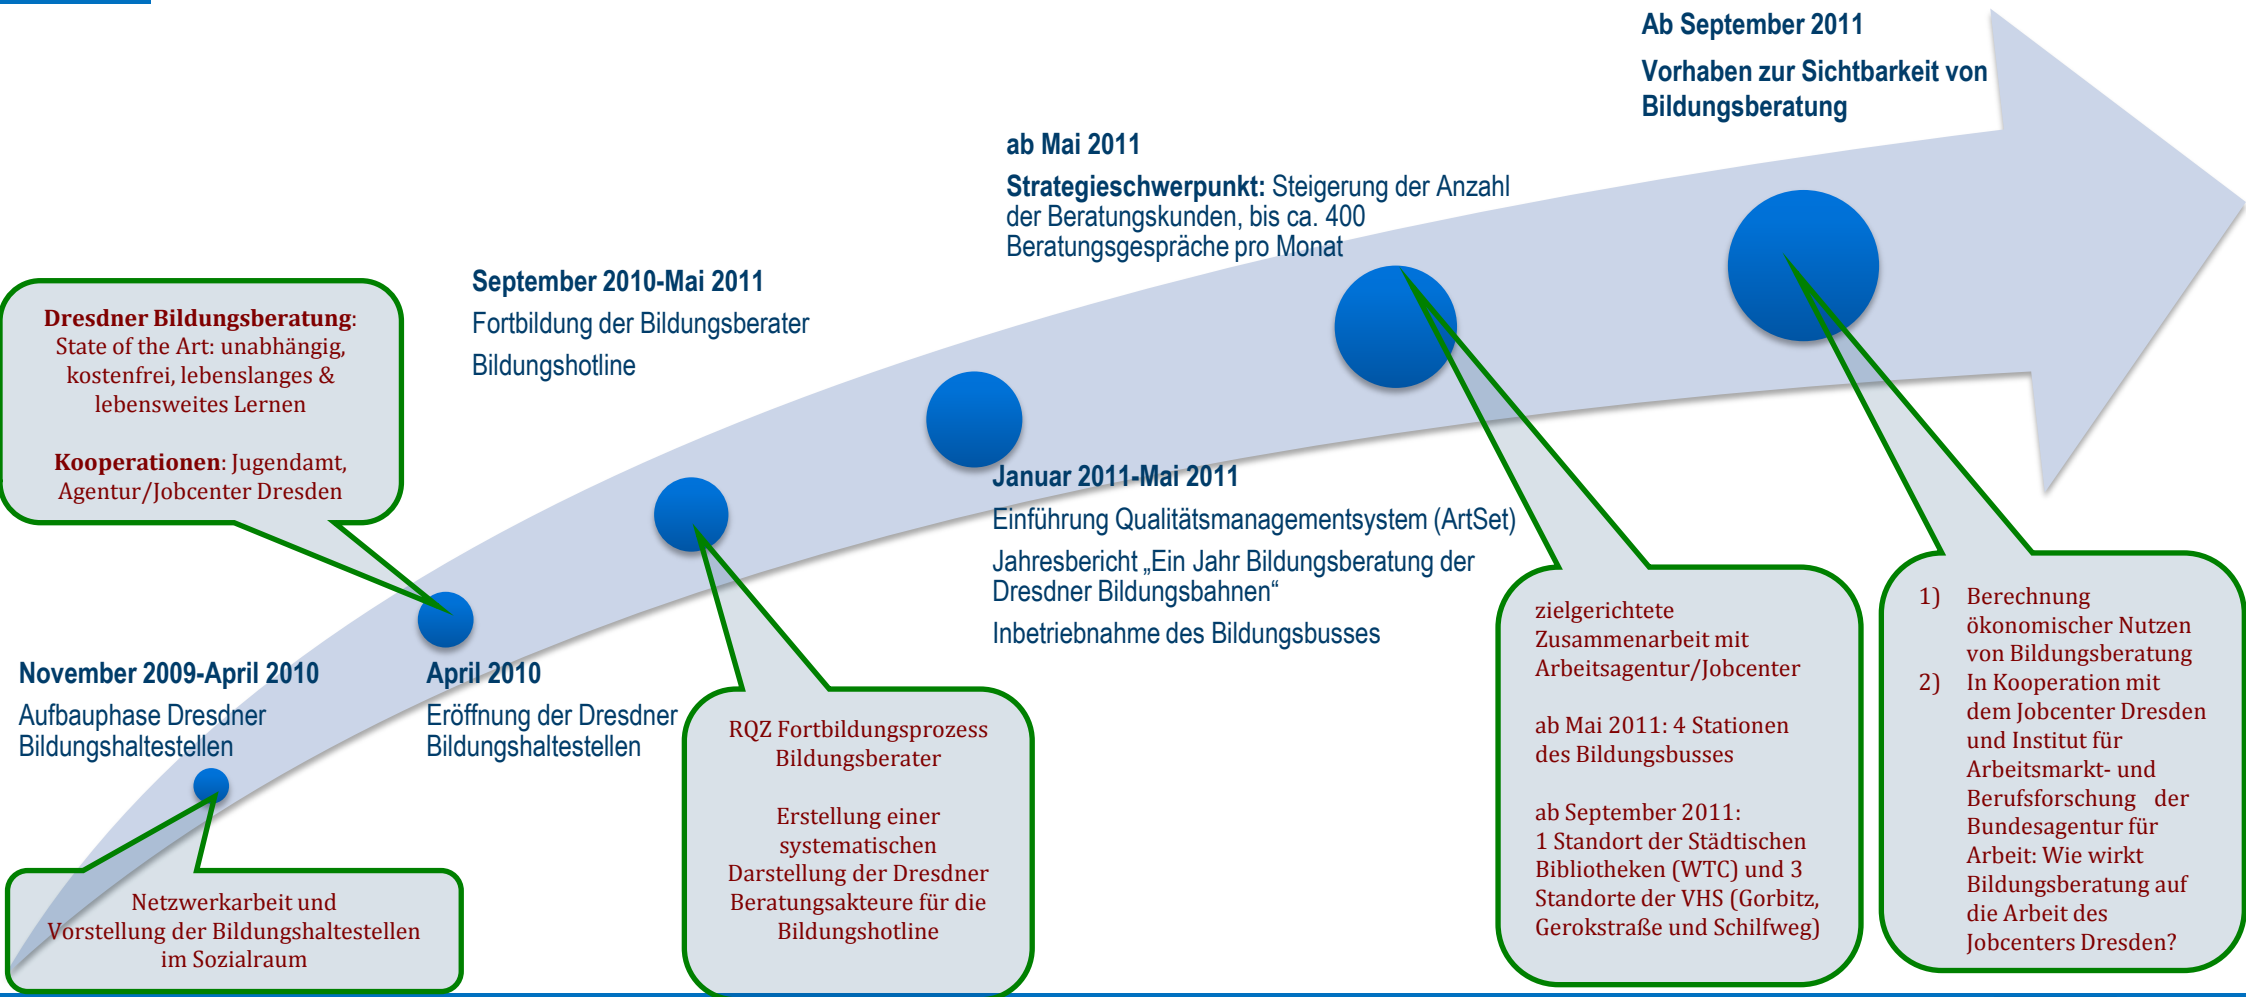 Ab September 2011
Vorhaben zur Sichtbarkeit von
Bildungsberatung
ab Mai 2011
Strategieschwerpunkt: Steigerung der Anzahl
der Beratungskunden, bis ca. 400
Beratungsgespräche pro Monat
September 2010-Mai 2011
Fortbildung der Bildungsberater
Bildungshotline
Dresdner Bildungsberatung:
State of the Art: unabhängig,
kostenfrei, lebenslanges &
lebensweites Lernen
Kooperationen: Jugendamt,
Agentur/Jobcenter Dresden
Januar 2011-Mai 2011
Einführung Qualitätsmanagementsystem (ArtSet)
Jahresbericht „Ein Jahr Bildungsberatung der
Dresdner Bildungsbahnen“
Inbetriebnahme des Bildungsbusses
November 2009-April 2010
Aufbauphase Dresdner
Bildungshaltestellen
April 2010
Eröffnung der Dresdner
Bildungshaltestellen
Netzwerkarbeit und
Vorstellung der Bildungshaltestellen
im Sozialraum
RQZ Fortbildungsprozess
Bildungsberater
Erstellung einer
systematischen
Darstellung der Dresdner
Beratungsakteure für die
Bildungshotline
zielgerichtete
Zusammenarbeit mit
Arbeitsagentur/Jobcenter
ab Mai 2011: 4 Stationen
des Bildungsbusses
ab September 2011:
1 Standort der Städtischen
Bibliotheken (WTC) und 3
Standorte der VHS (Gorbitz,
Gerokstraße und Schilfweg)
1) Berechnung
ökonomischer Nutzen
von Bildungsberatung
2) In Kooperation mit
dem Jobcenter Dresden
und Institut für
Arbeitsmarkt- und
Berufsforschung der
Bundesagentur für
Arbeit: Wie wirkt
Bildungsberatung auf
die Arbeit des
Jobcenters Dresden?